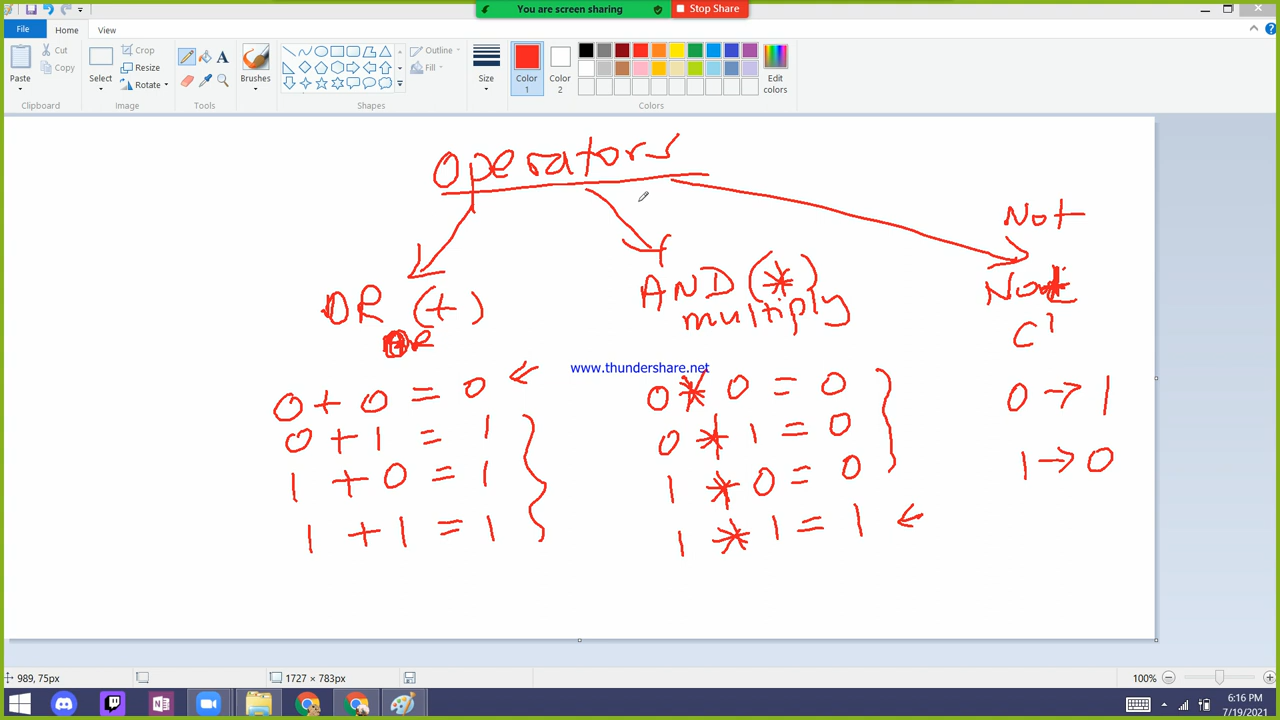 You are screen sharing Stop Share
File Home View
Paste Cut Copy Clipboard
Select Crop Resize Rotate Image
Tools
Brushes
Outline Fill Shapes
Size
Color 1 Color 2 Edit colors Colors
Operators
Not
OR (+)
AND (*)
multiply
Not
OR
C'
www.thundershare.net
0 + 0 = 0
0 * 0 = 0
0 → 1
0 + 1 = 1
0 * 1 = 0
1 + 0 = 1
1 * 0 = 0
1 → 0
1 + 1 = 1
1 * 1 = 1
989, 75px 1727 × 783px 100%
6:16 PM
7/19/2021